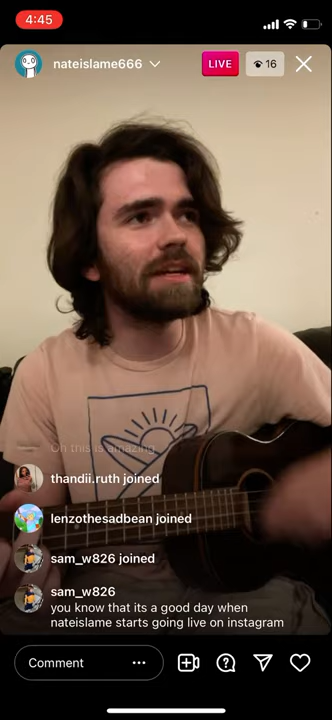 4:45
nateislame666
LIVE
16
Oh this is amazing
thandii.ruth joined
lenzothesadbean joined
sam_w826 joined
sam_w826
you know that its a good day when
nateislame starts going live on instagram
Comment